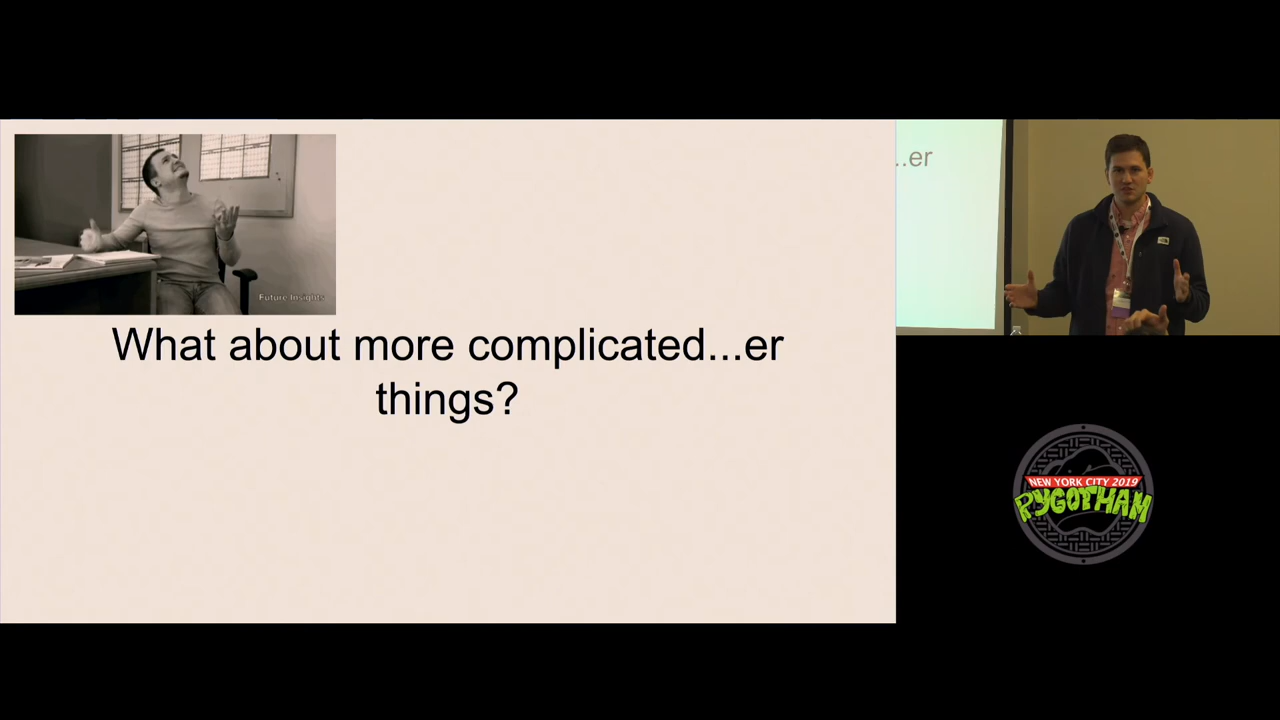 Future Insights
What about more complicated...er
things?
...er
NEW YORK CITY 2019
PYGOTHAM